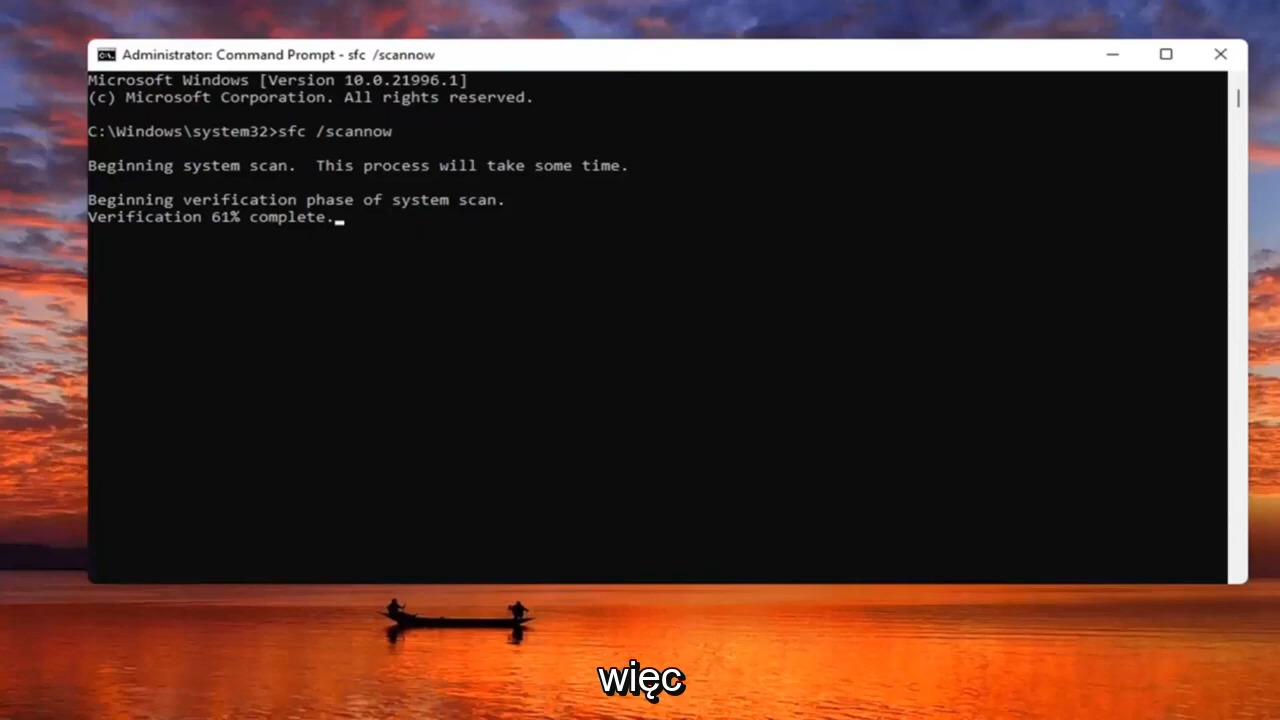 Administrator: Command Prompt - sfc /scannow
Microsoft Windows [Version 10.0.21996.1]
(c) Microsoft Corporation. All rights reserved.
C:\Windows\system32>sfc /scannow
Beginning system scan.  This process will take some time.
Beginning verification phase of system scan.
Verification 61% complete.
więc